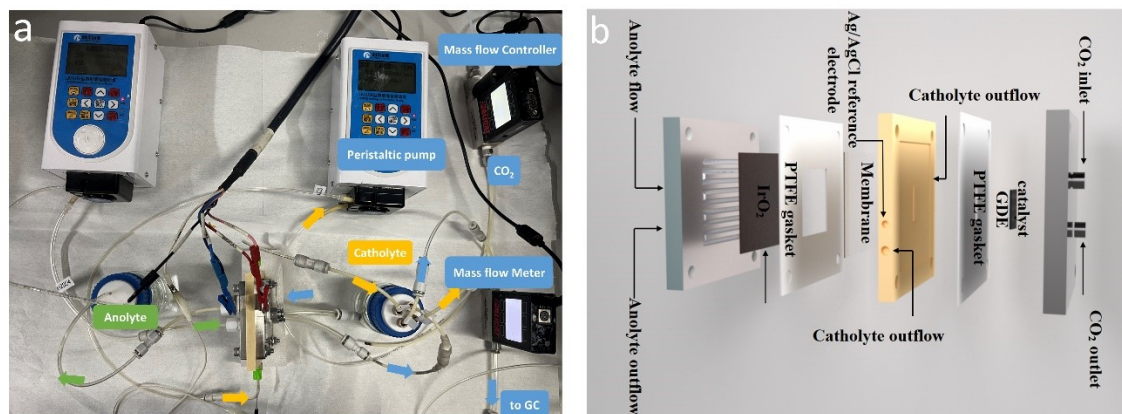 a
Mass flow Controller
Peristaltic pump
CO₂
Catholyte
Mass flow Meter
Anolyte
to GC
b
Anolyte flow
Ag/AgCl reference
electrode
Catholyte outflow
CO₂ inlet
IrO₂
PTFE gasket
Membrane
PTFE gasket
catalyst
GDE
Anolyte outflow
Catholyte outflow
CO₂ outlet